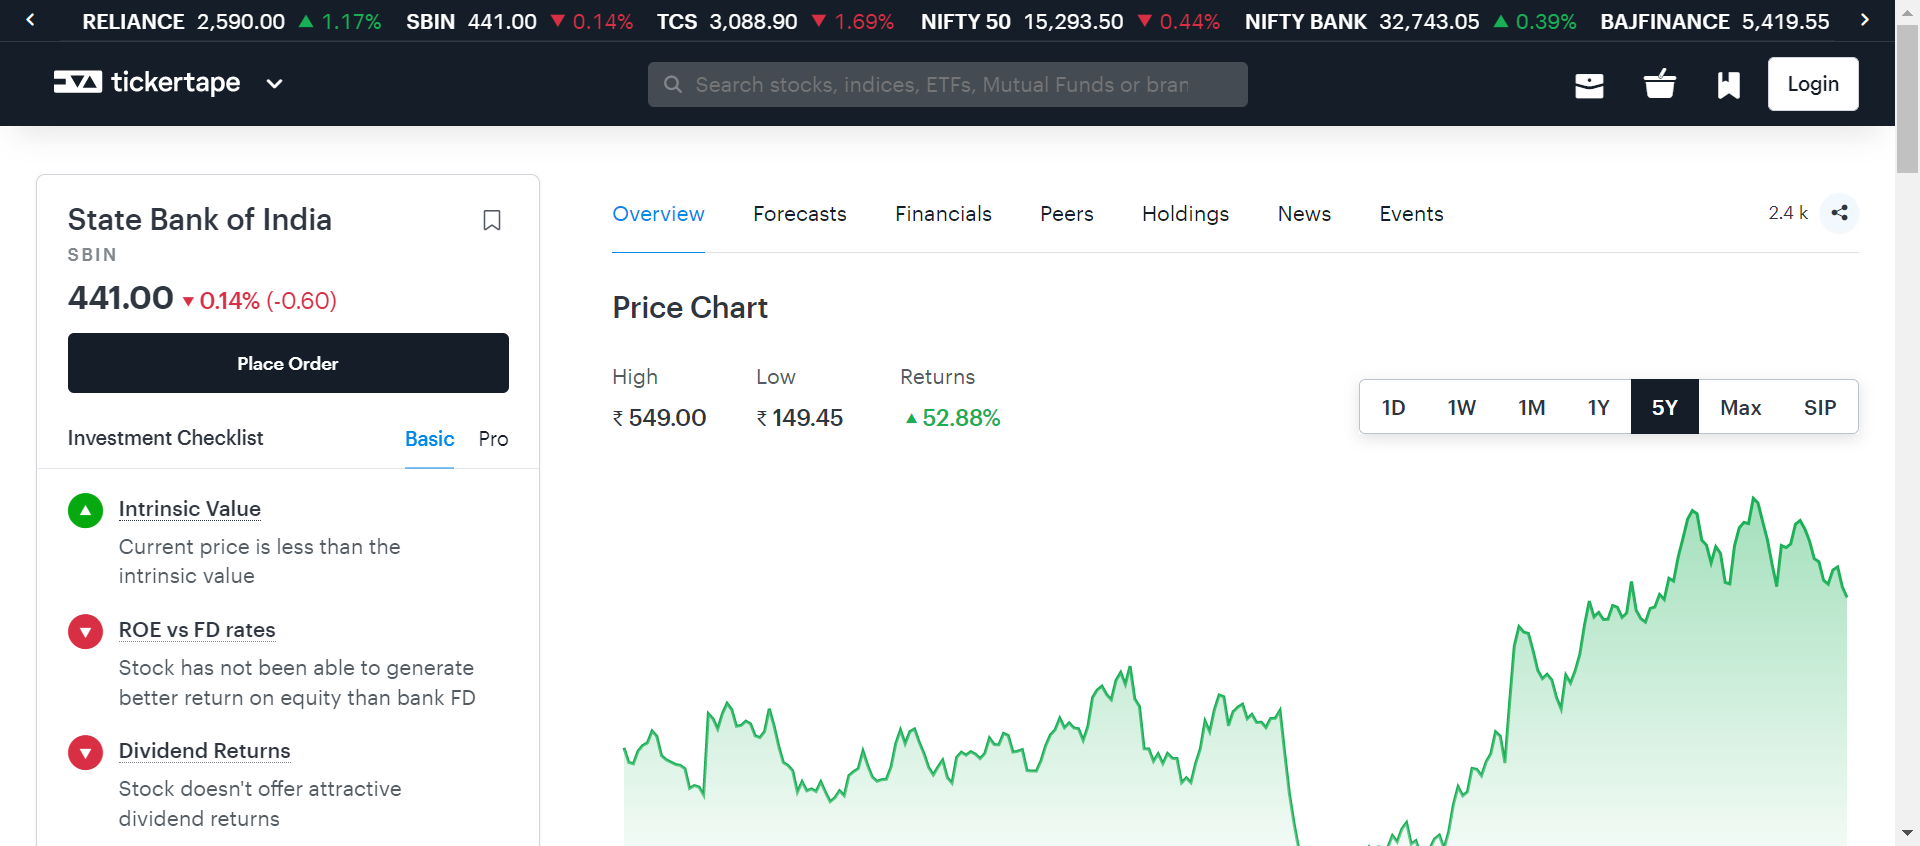 RELIANCE 2,590.00 ▲ 1.17% SBIN 441.00 ▼ 0.14% TCS 3,088.90 ▼ 1.69% NIFTY 50 15,293.50 ▼ 0.44% NIFTY BANK 32,743.05 ▲ 0.39% BAJFINANCE 5,419.55
tickertape
Search stocks, indices, ETFs, Mutual Funds or bran
Login
State Bank of India
SBIN
441.00 ▼ 0.14% (-0.60)
Place Order
Investment Checklist Basic Pro
Intrinsic Value
Current price is less than the
intrinsic value
ROE vs FD rates
Stock has not been able to generate
better return on equity than bank FD
Dividend Returns
Stock doesn't offer attractive
dividend returns
Overview Forecasts Financials Peers Holdings News Events 2.4 k
Price Chart
High Low Returns
₹ 549.00 ₹ 149.45 ▲ 52.88%
1D 1W 1M 1Y 5Y Max SIP